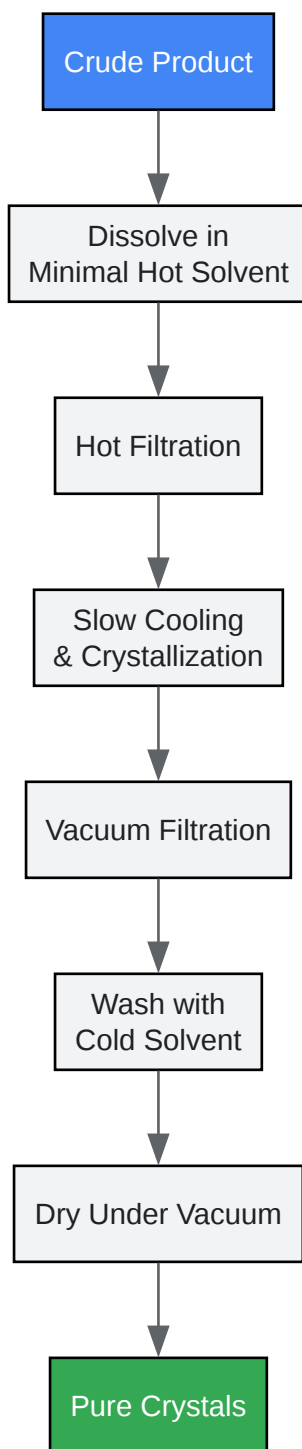 Crude Product
Dissolve in
Minimal Hot Solvent
Hot Filtration
Slow Cooling
& Crystallization
Vacuum Filtration
Wash with
Cold Solvent
Dry Under Vacuum
Pure Crystals